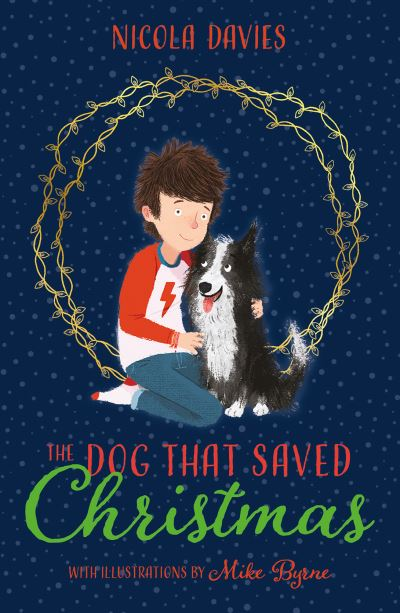 NICOLA DAVIES
THE DOG THAT SAVED
Christmas
WITH ILLUSTRATIONS BY Mike Byrne